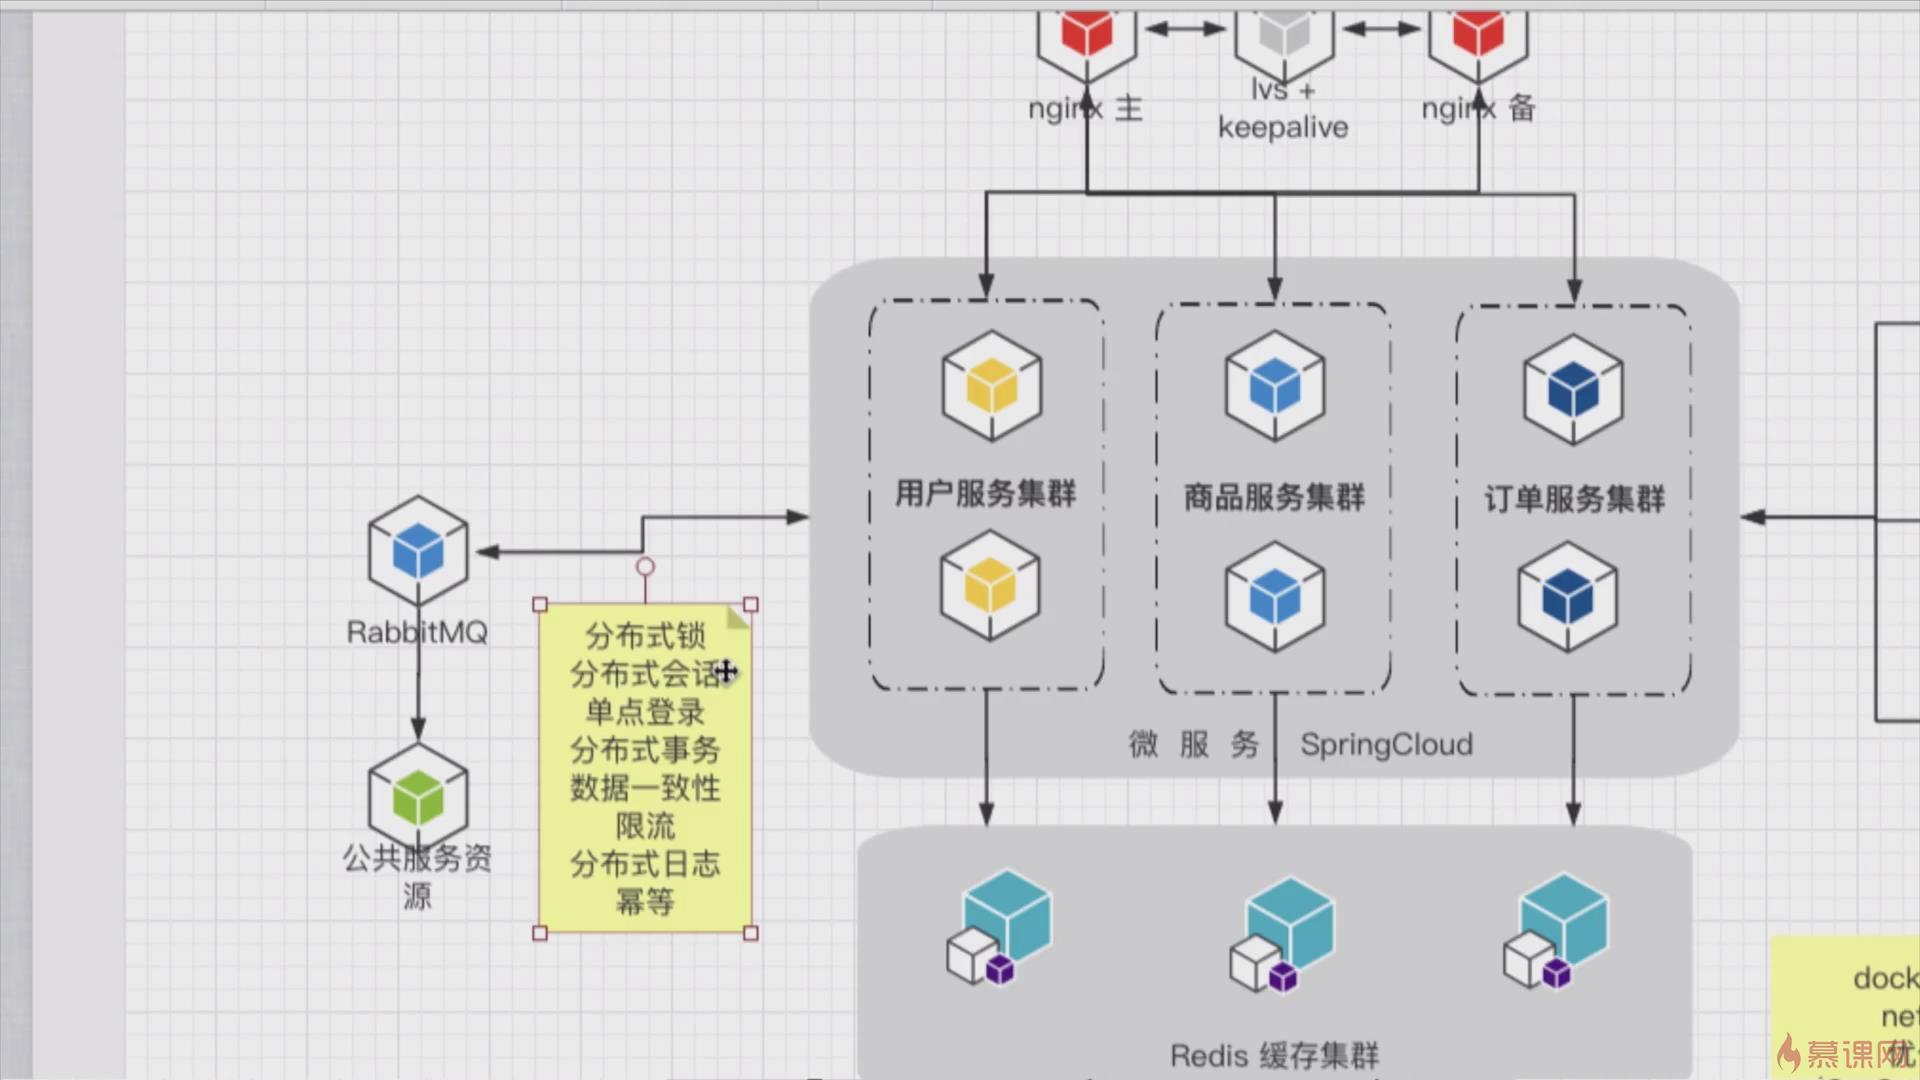 nginx 主
lvs +
keepalive
nginx 备
用户服务集群
商品服务集群
订单服务集群
RabbitMQ
分布式锁
分布式会话
单点登录
分布式事务
数据一致性
限流
分布式日志
幂等
微 服 务 SpringCloud
公共服务资
源
Redis 缓存集群
慕课网